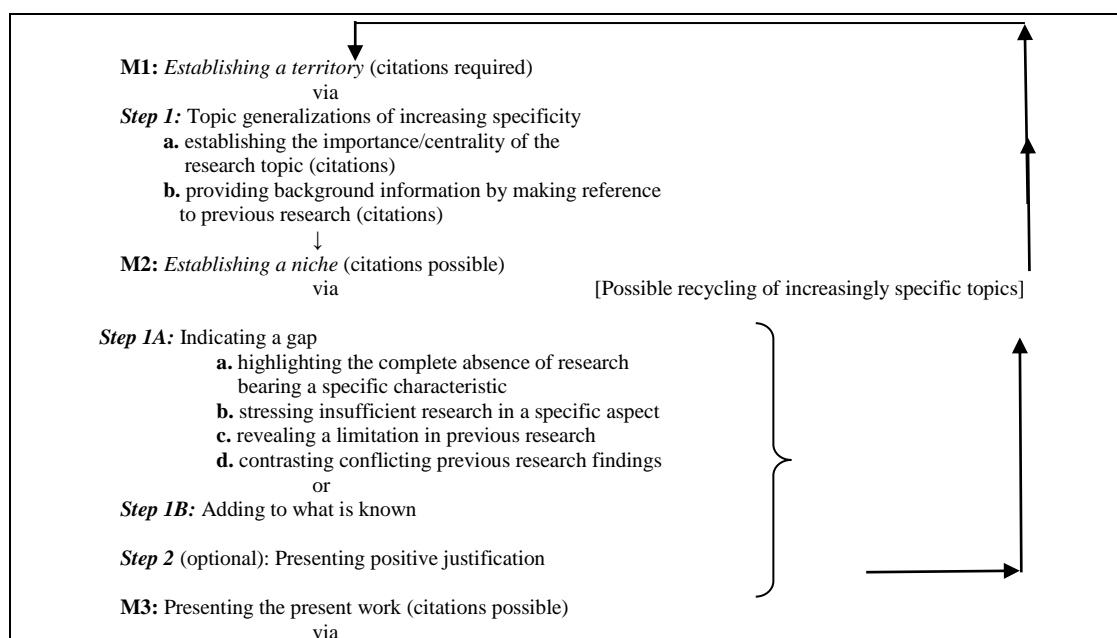 M1: Establishing a territory (citations required)
via
Step 1: Topic generalizations of increasing specificity
a. establishing the importance/centrality of the
research topic (citations)
b. providing background information by making reference
to previous research (citations)
↓
M2: Establishing a niche (citations possible)
via
[Possible recycling of increasingly specific topics]
Step 1A: Indicating a gap
a. highlighting the complete absence of research
bearing a specific characteristic
b. stressing insufficient research in a specific aspect
c. revealing a limitation in previous research
d. contrasting conflicting previous research findings
or
Step 1B: Adding to what is known
Step 2 (optional): Presenting positive justification
M3: Presenting the present work (citations possible)
via